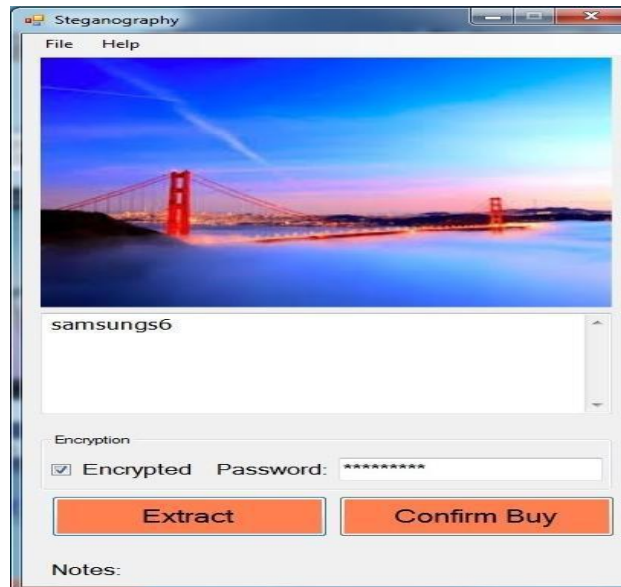 Steganography
File Help
samsungs6
Encryption
Encrypted Password: *********
Extract Confirm Buy
Notes: